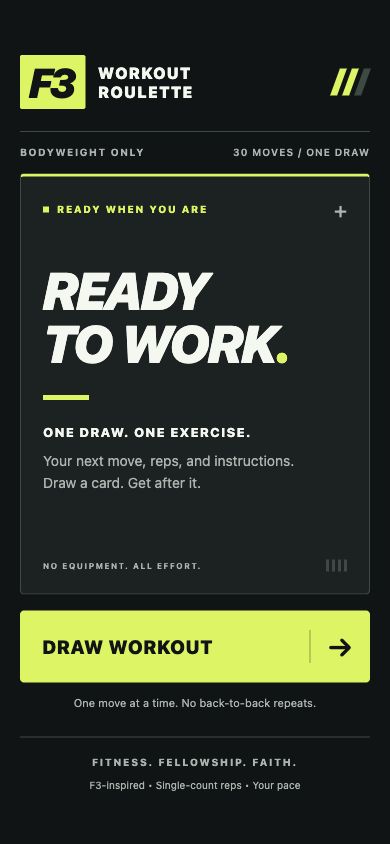 F3
WORKOUT
ROULETTE
BODYWEIGHT ONLY
30 MOVES / ONE DRAW
READY WHEN YOU ARE
+
READY
TO WORK.
ONE DRAW. ONE EXERCISE.
Your next move, reps, and instructions.
Draw a card. Get after it.
NO EQUIPMENT. ALL EFFORT.
DRAW WORKOUT →
One move at a time. No back-to-back repeats.
FITNESS. FELLOWSHIP. FAITH.
F3-inspired • Single-count reps • Your pace